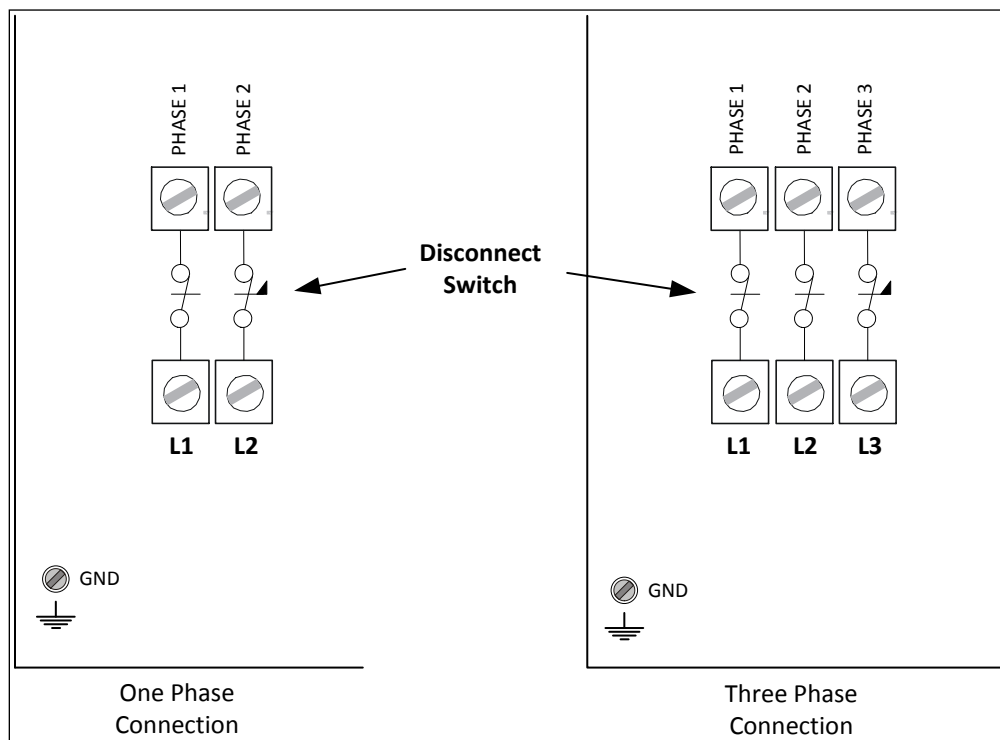 PHASE 1
PHASE 2
L1
L2
GND
One Phase
Connection
Disconnect
Switch
PHASE 1
PHASE 2
PHASE 3
L1
L2
L3
GND
Three Phase
Connection